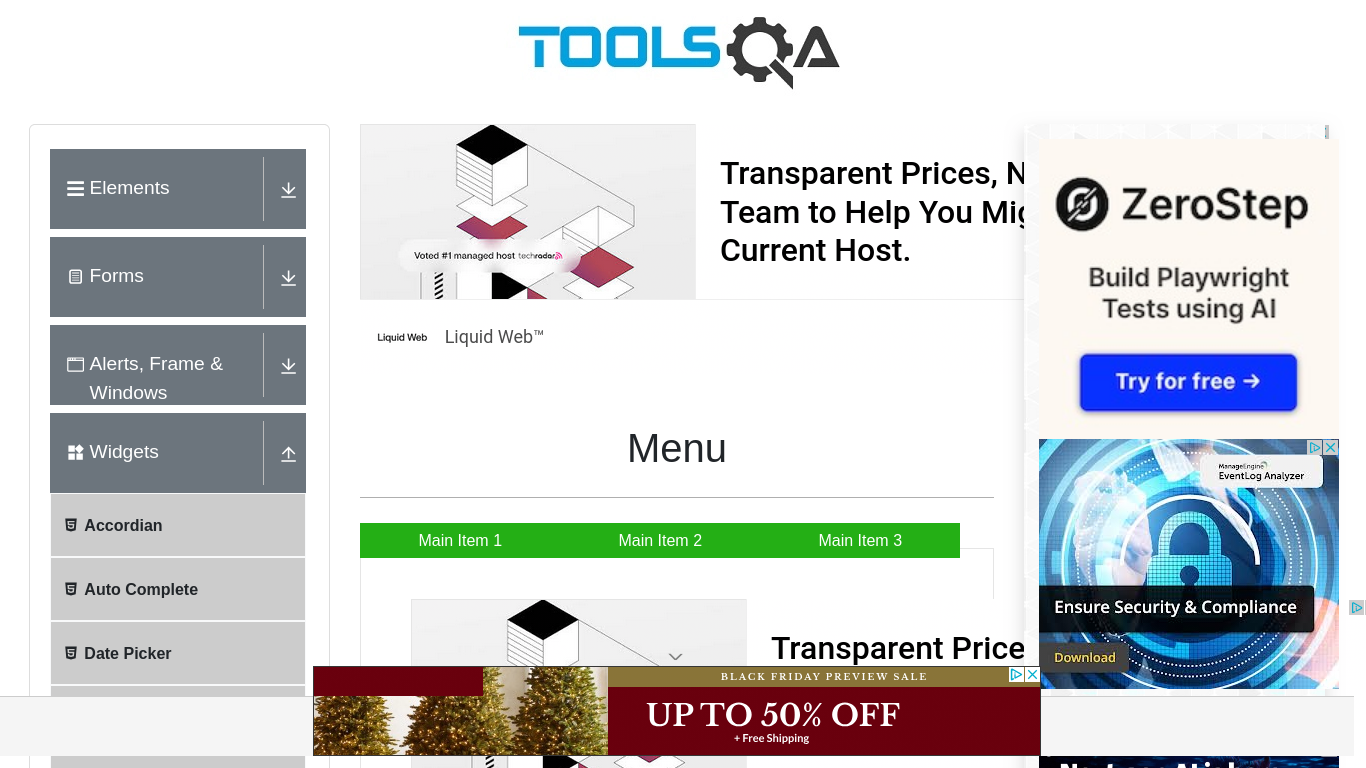 TOOLSQA
Elements
Forms
Alerts, Frame &
Windows
Widgets
Accordian
Auto Complete
Date Picker
Voted #1 managed host techradar
Transparent Prices, N
Team to Help You Mig
Current Host.
Liquid Web
Liquid Web™
Menu
Main Item 1
Main Item 2
Main Item 3
Transparent Price
ZeroStep
Build Playwright
Tests using AI
Try for free →
ManageEngine
EventLog Analyzer
Ensure Security & Compliance
Download
BLACK FRIDAY PREVIEW SALE
UP TO 50% OFF
+ Free Shipping